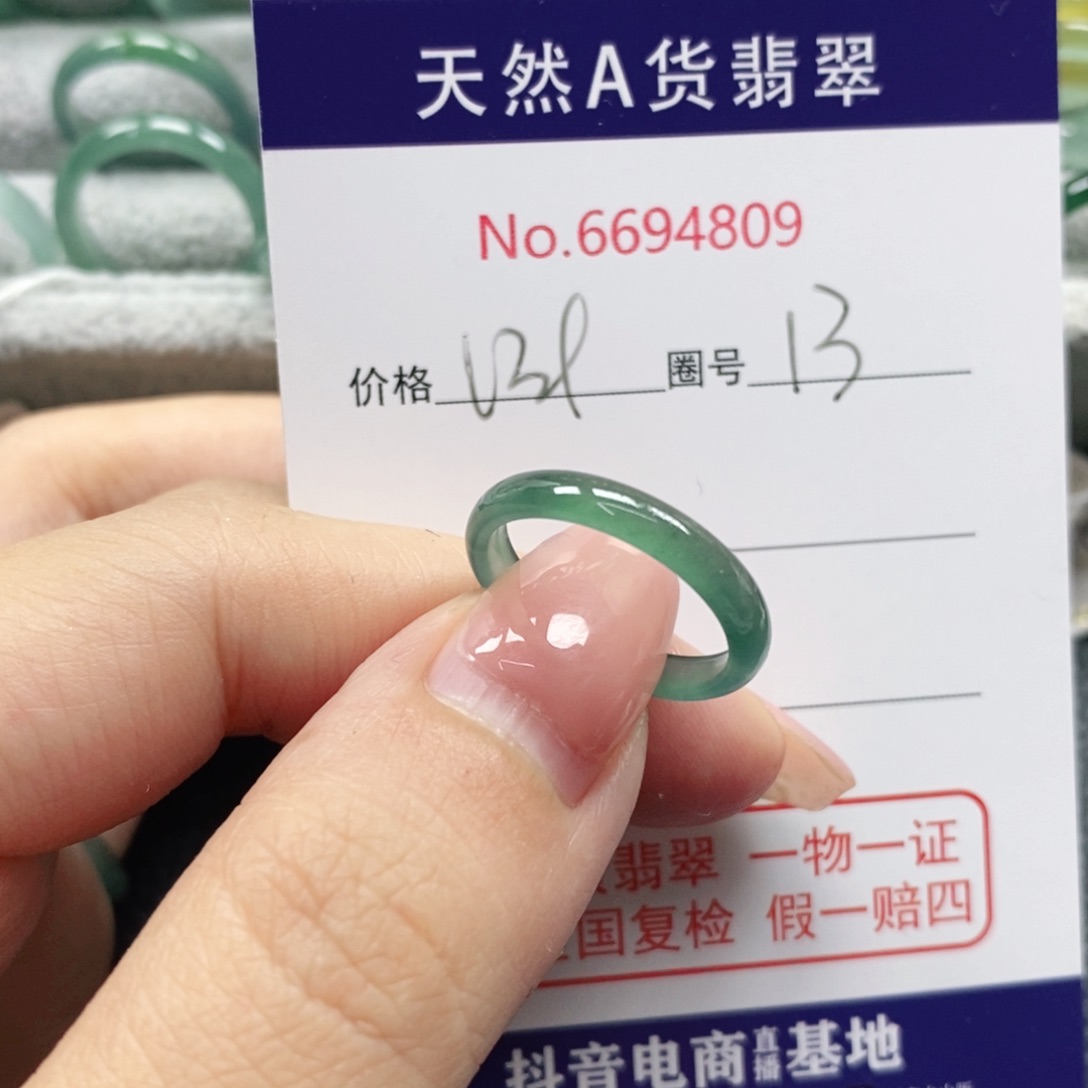 天然A货翡翠
No.6694809
价格 圈号 13
翡翠 一物一证
国复检 假一赔四
抖音电商直播基地